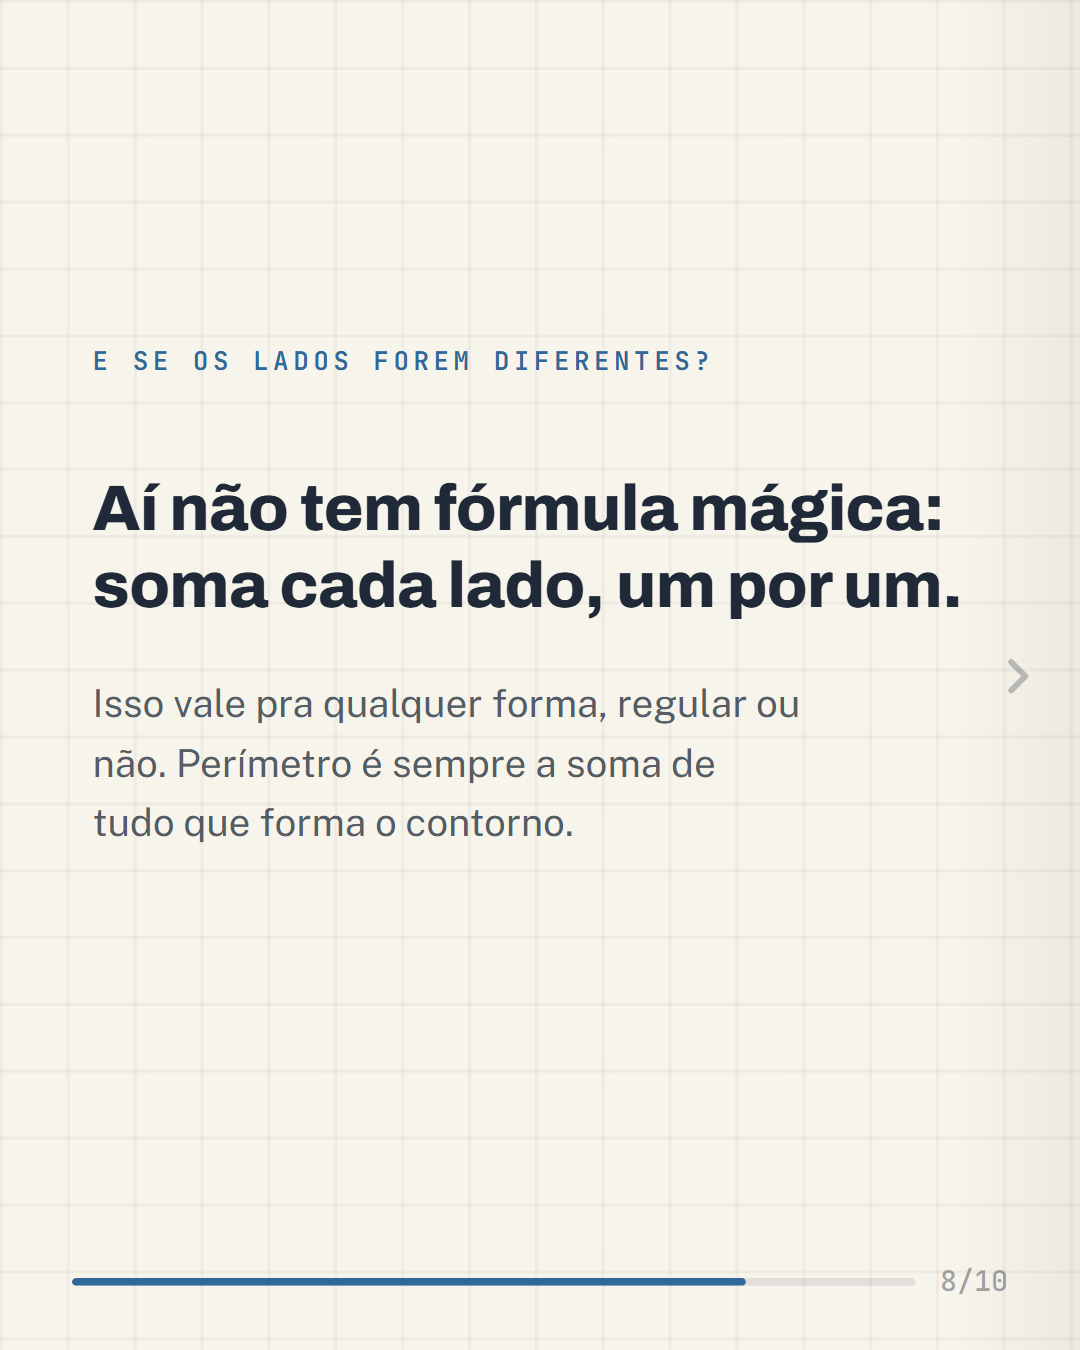 E SE OS LADOS FOREM DIFERENTES?
Aí não tem fórmula mágica:
soma cada lado, um por um.
Isso vale pra qualquer forma, regular ou
não. Perímetro é sempre a soma de
tudo que forma o contorno.
8/10